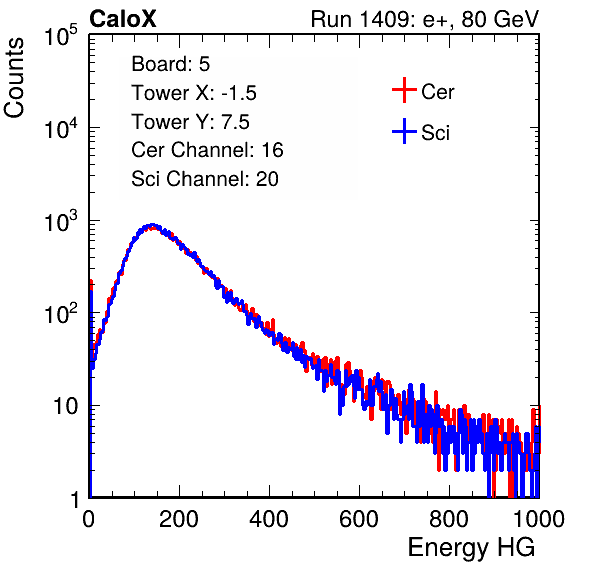 CaloX
Run 1409: e+, 80 GeV
Counts
Board: 5
Tower X: -1.5
Tower Y: 7.5
Cer Channel: 16
Sci Channel: 20
Cer
Sci
10^5
10^4
10^3
10^2
10
1
0 200 400 600 800 1000
Energy HG